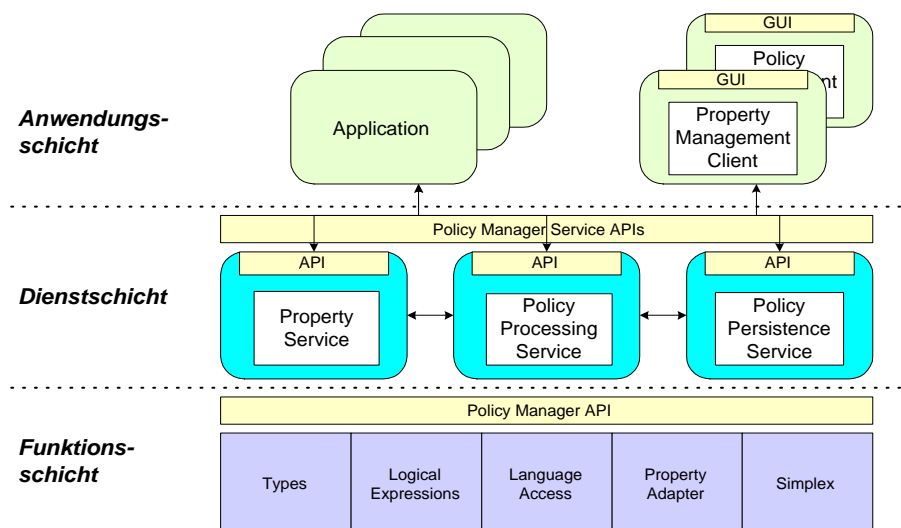 GUI
Policy
GUI
Anwendungs-
schicht
Application
Property
Management
Client
Policy Manager Service APIs
API
API
API
Dienstschicht
Property
Service
Policy
Processing
Service
Policy
Persistence
Service
Policy Manager API
Funktions-
schicht
Types
Logical
Expressions
Language
Access
Property
Adapter
Simplex